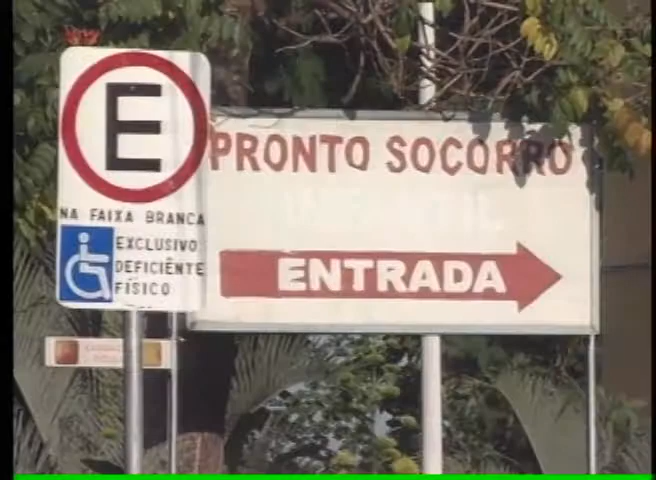 E
NA FAIXA BRANCA
EXCLUSIVO
DEFICIÊNTE
FÍSICO
PRONTO SOCORRO
ENTRADA